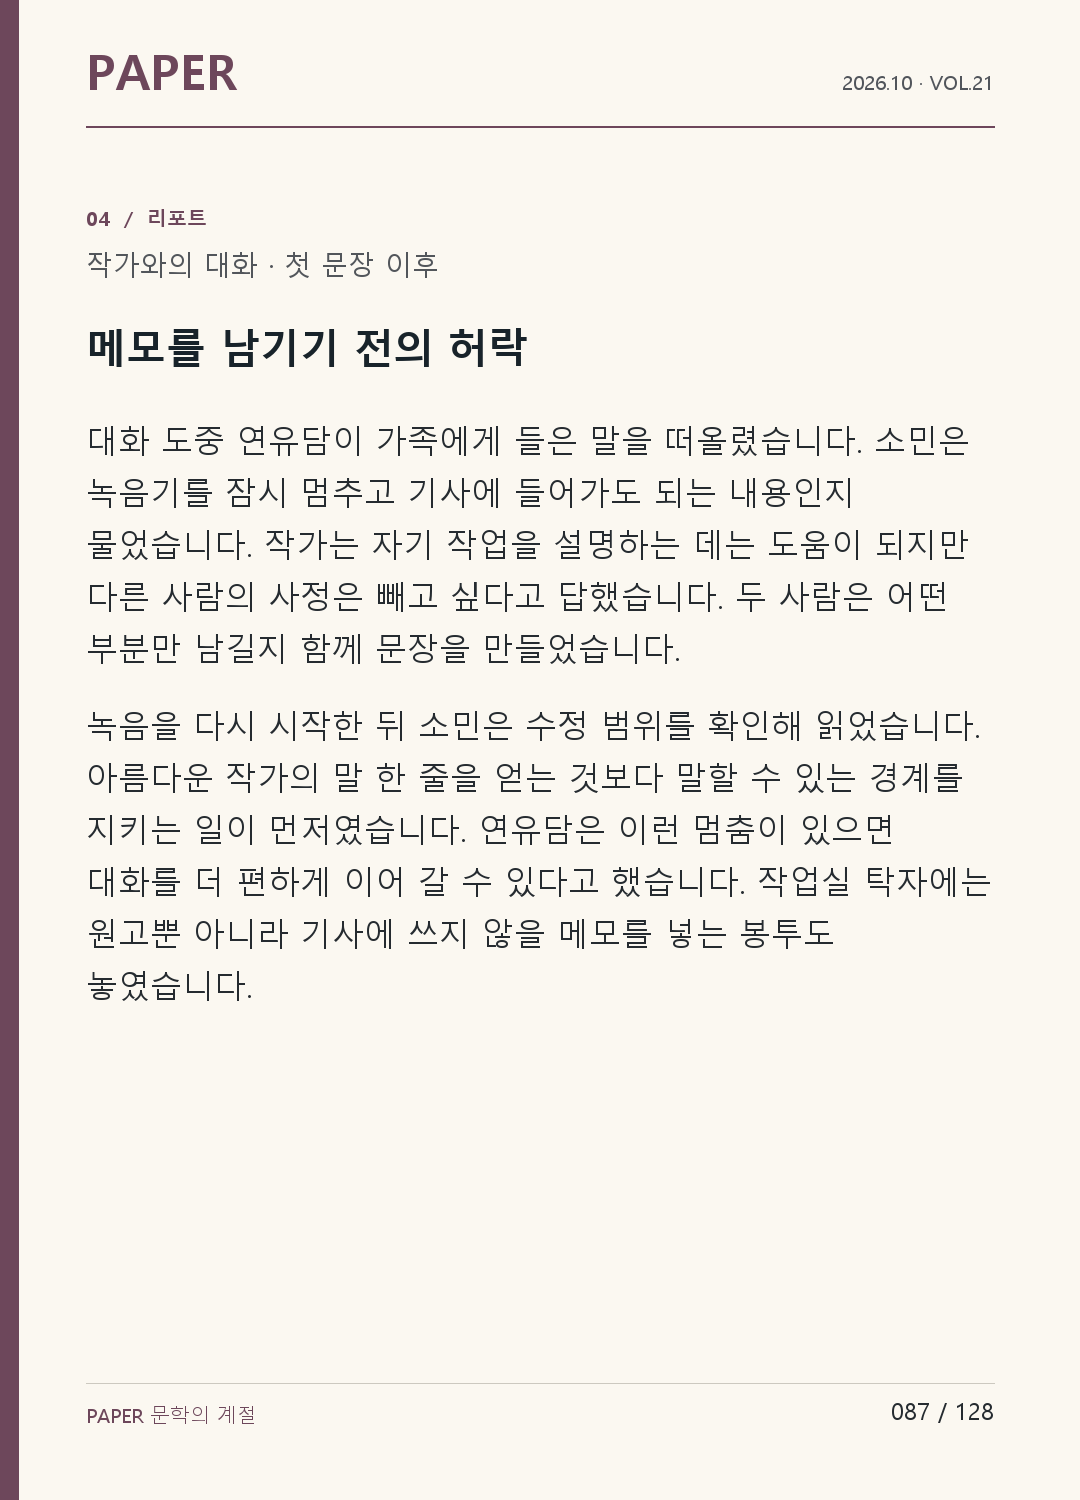 PAPER
2026.10 · VOL.21
04 / 리포트
작가와의 대화 · 첫 문장 이후
메모를 남기기 전의 허락
대화 도중 연유담이 가족에게 들은 말을 떠올렸습니다. 소민은
녹음기를 잠시 멈추고 기사에 들어가도 되는 내용인지
물었습니다. 작가는 자기 작업을 설명하는 데는 도움이 되지만
다른 사람의 사정은 빼고 싶다고 답했습니다. 두 사람은 어떤
부분만 남길지 함께 문장을 만들었습니다.
녹음을 다시 시작한 뒤 소민은 수정 범위를 확인해 읽었습니다.
아름다운 작가의 말 한 줄을 얻는 것보다 말할 수 있는 경계를
지키는 일이 먼저였습니다. 연유담은 이런 멈춤이 있으면
대화를 더 편하게 이어 갈 수 있다고 했습니다. 작업실 탁자에는
원고뿐 아니라 기사에 쓰지 않을 메모를 넣는 봉투도
놓였습니다.
PAPER 문학의 계절
087 / 128